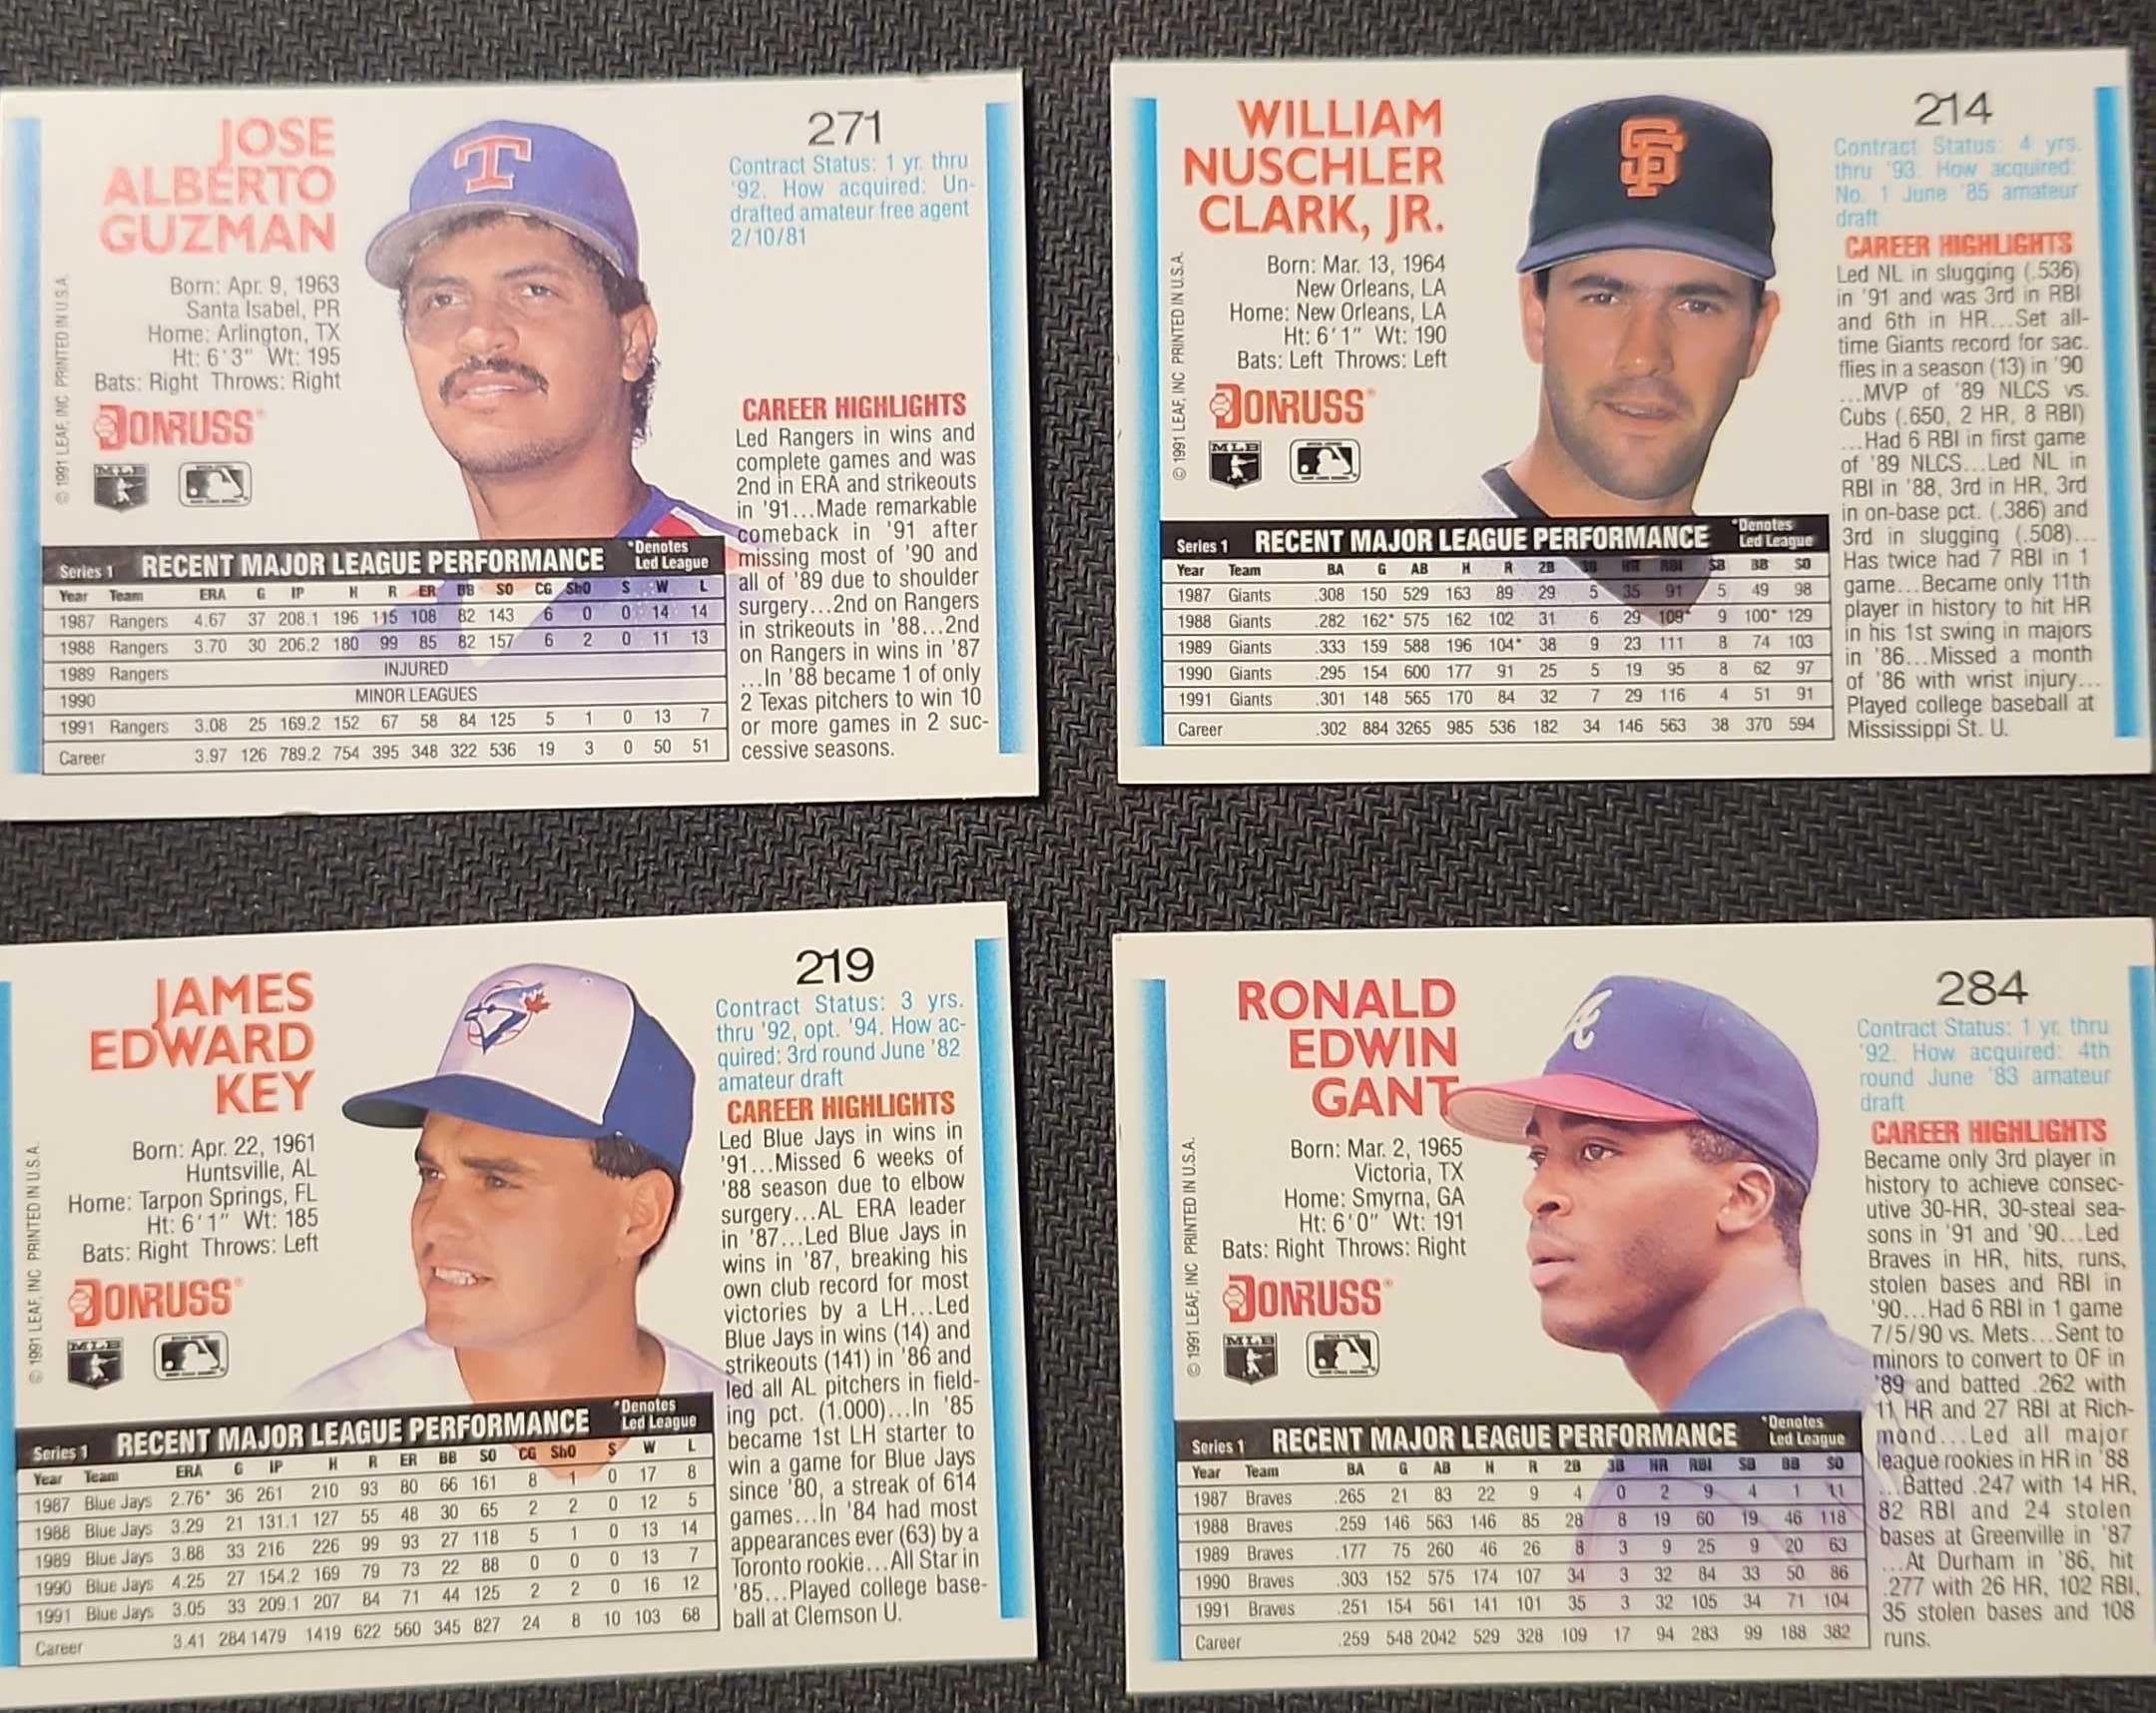 JOSE
ALBERTO
GUZMAN
Born: Apr. 9, 1963
Santa Isabel, PR
Home: Arlington, TX
Ht: 6'3" Wt: 195
Bats: Right Throws: Right
DONRUSS
MLB
© 1991 LEAF, INC. PRINTED IN U.S.A.
T
271
Contract Status: 1 yr. thru
'92. How acquired: Un-
drafted amateur free agent
2/10/81
CAREER HIGHLIGHTS
Led Rangers in wins and
complete games and was
2nd in ERA and strikeouts
in '91...Made remarkable
comeback in '91 after
missing most of '90 and
all of '89 due to shoulder
surgery...2nd on Rangers
in strikeouts in '88...2nd
on Rangers in wins in '87
...In '88 became 1 of only
2 Texas pitchers to win 10
or more games in 2 suc-
cessive seasons.
Series 1 RECENT MAJOR LEAGUE PERFORMANCE *Denotes
Led League
Year Team ERA G IP H R ER BB SO CG ShO S W L
1987 Rangers 4.67 37 208.1 196 115 108 82 143 6 0 0 14 14
1988 Rangers 3.70 30 206.2 180 99 85 82 157 6 2 0 11 13
1989 Rangers INJURED
1990 MINOR LEAGUES
1991 Rangers 3.08 25 169.2 152 67 58 84 125 5 1 0 13 7
Career 3.97 126 789.2 754 395 348 322 536 19 3 0 50 51
WILLIAM
NUSCHLER
CLARK, JR.
Born: Mar. 13, 1964
New Orleans, LA
Home: New Orleans, LA
Ht: 6'1" Wt: 190
Bats: Left Throws: Left
DONRUSS
MLB
© 1991 LEAF, INC. PRINTED IN U.S.A.
SF
214
Contract Status: 4 yrs.
thru '93. How acquired:
No. 1 June '85 amateur
draft
CAREER HIGHLIGHTS
Led NL in slugging (.536)
in '91 and was 3rd in RBI
and 6th in HR...Set all-
time Giants record for sac.
flies in a season (13) in '90
...MVP of '89 NLCS vs.
Cubs (.650, 2 HR, 8 RBI)
...Had 6 RBI in first game
of '89 NLCS...Led NL in
RBI in '88, 3rd in HR, 3rd
in on-base pct. (.386) and
3rd in slugging (.508)...
Has twice had 7 RBI in 1
game...Became only 11th
player in history to hit HR
in his 1st swing in majors
in '86...Missed a month
of '86 with wrist injury...
Played college baseball at
Mississippi St. U.
Series 1 RECENT MAJOR LEAGUE PERFORMANCE *Denotes
Led League
Year Team BA G AB H R 2B 3B HR RBI SB BB SO
1987 Giants .308 150 529 163 89 29 5 35 91 5 49 98
1988 Giants .282 162* 575 162 102 31 6 29 109* 9 100* 129
1989 Giants .333 159 588 196 104* 38 9 23 111 8 74 103
1990 Giants .295 154 600 177 91 25 5 19 95 8 62 97
1991 Giants .301 148 565 170 84 32 7 29 116 4 51 91
Career .302 884 3265 985 536 182 34 146 563 38 370 594
JAMES
EDWARD
KEY
Born: Apr. 22, 1961
Huntsville, AL
Home: Tarpon Springs, FL
Ht: 6'1" Wt: 185
Bats: Right Throws: Left
DONRUSS
MLB
© 1991 LEAF, INC. PRINTED IN U.S.A.
219
Contract Status: 3 yrs.
thru '92, opt. '94. How ac-
quired: 3rd round June '82
amateur draft
CAREER HIGHLIGHTS
Led Blue Jays in wins in
'91...Missed 6 weeks of
'88 season due to elbow
surgery...AL ERA leader
in '87...Led Blue Jays in
wins in '87, breaking his
own club record for most
victories by a LH...Led
Blue Jays in wins (14) and
strikeouts (141) in '86 and
led all AL pitchers in field-
ing pct. (1.000)...In '85
became 1st LH starter to
win a game for Blue Jays
since '80, a streak of 614
games...In '84 had most
appearances ever (63) by a
Toronto rookie...All Star in
'85...Played college base-
ball at Clemson U.
Series 1 RECENT MAJOR LEAGUE PERFORMANCE *Denotes
Led League
Year Team ERA G IP H R ER BB SO CG ShO S W L
1987 Blue Jays 2.76* 36 261 210 93 80 66 161 8 1 0 17 8
1988 Blue Jays 3.29 21 131.1 127 55 48 30 65 2 2 0 12 5
1989 Blue Jays 3.88 33 216 226 99 93 27 118 5 1 0 13 14
1990 Blue Jays 4.25 27 154.2 169 79 73 22 88 0 0 0 13 7
1991 Blue Jays 3.05 33 209.1 207 84 71 44 125 2 2 0 16 12
Career 3.41 284 1479 1419 622 560 345 827 24 8 10 103 68
RONALD
EDWIN
GANT
Born: Mar. 2, 1965
Victoria, TX
Home: Smyrna, GA
Ht: 6'0" Wt: 191
Bats: Right Throws: Right
DONRUSS
MLB
© 1991 LEAF, INC. PRINTED IN U.S.A.
A
284
Contract Status: 1 yr. thru
'92. How acquired: 4th
round June '83 amateur
draft
CAREER HIGHLIGHTS
Became only 3rd player in
history to achieve consec-
utive 30-HR, 30-steal sea-
sons in '91 and '90...Led
Braves in HR, hits, runs,
stolen bases and RBI in
'90...Had 6 RBI in 1 game
7/5/90 vs. Mets...Sent to
minors to convert to OF in
'89 and batted .262 with
11 HR and 27 RBI at Rich-
mond...Led all major
league rookies in HR in '88
...Batted .247 with 14 HR,
82 RBI and 24 stolen
bases at Greenville in '87
...At Durham in '86, hit
.277 with 26 HR, 102 RBI,
35 stolen bases and 108
runs.
Series 1 RECENT MAJOR LEAGUE PERFORMANCE *Denotes
Led League
Year Team BA G AB H R 2B 3B HR RBI SB BB SO
1987 Braves .265 21 83 22 9 4 0 2 9 4 1 11
1988 Braves .259 146 563 146 85 28 8 19 60 19 46 118
1989 Braves .177 75 260 46 26 8 3 9 25 9 20 63
1990 Braves .303 152 575 174 107 34 3 32 84 33 50 86
1991 Braves .251 154 561 141 101 35 3 32 105 34 71 104
Career .259 548 2042 529 328 109 17 94 283 99 188 382